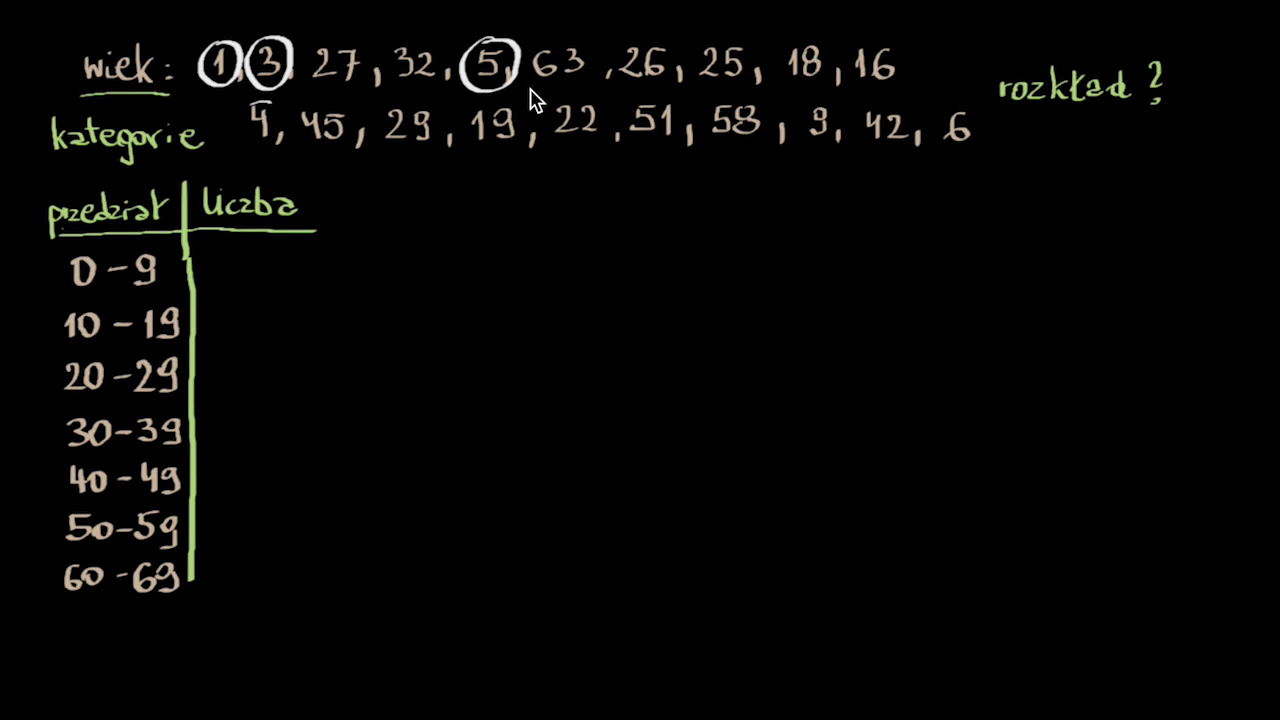 wiek: 1, 3, 27, 32, 5, 63, 26, 25, 18, 16
rozkład?
4, 45, 29, 19, 22, 51, 58, 9, 42, 6
kategorie
przedział liczba
0-9
10-19
20-29
30-39
40-49
50-59
60-69